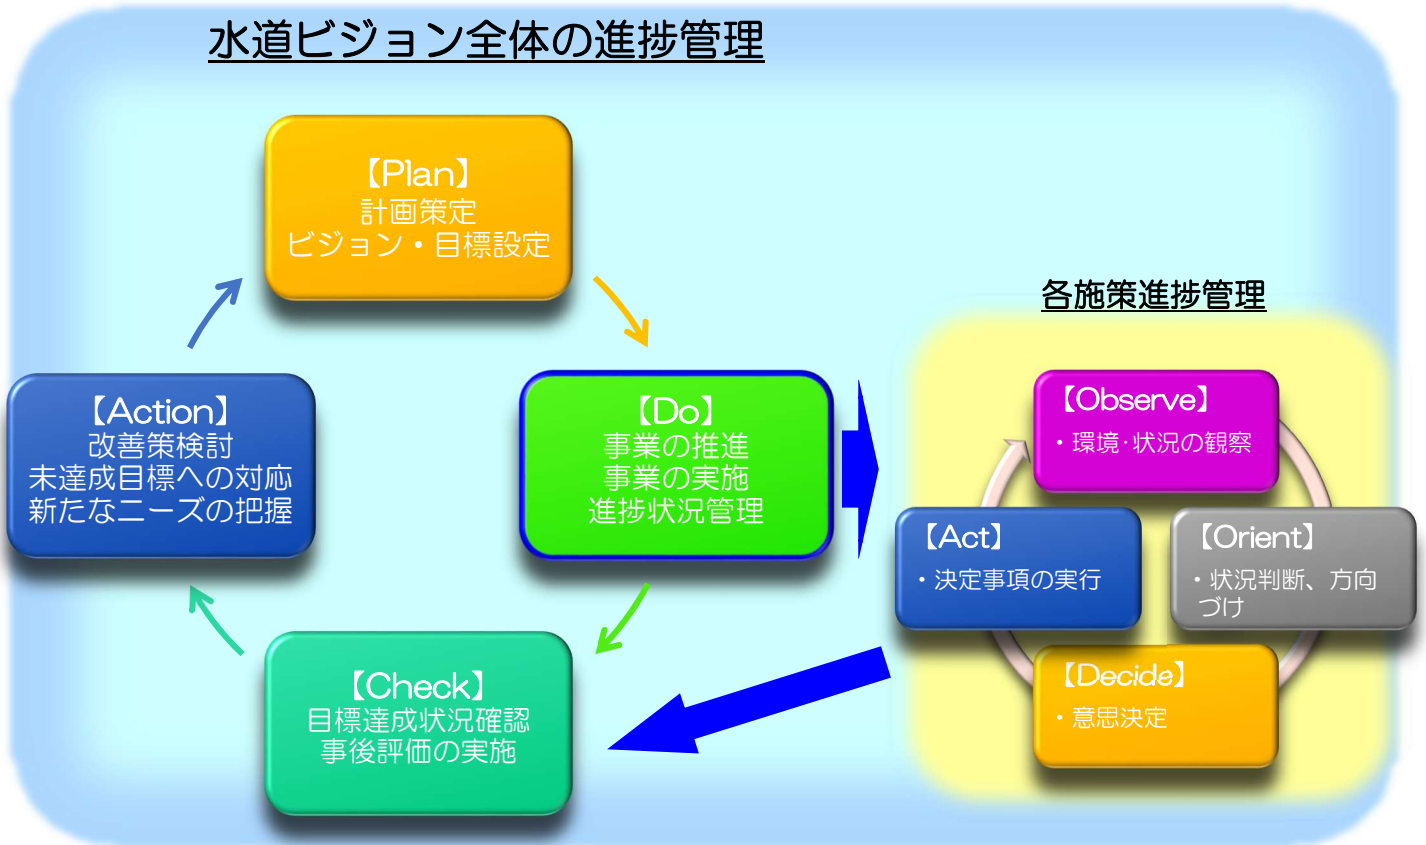 水道ビジョン全体の進捗管理
【Plan】
計画策定
ビジョン・目標設定
【Do】
事業の推進
事業の実施
進捗状況管理
【Check】
目標達成状況確認
事後評価の実施
【Action】
改善策検討
未達成目標への対応
新たなニーズの把握
各施策進捗管理
【Observe】
・環境･状況の観察
【Orient】
・状況判断、方向
づけ
【Decide】
・意思決定
【Act】
・決定事項の実行